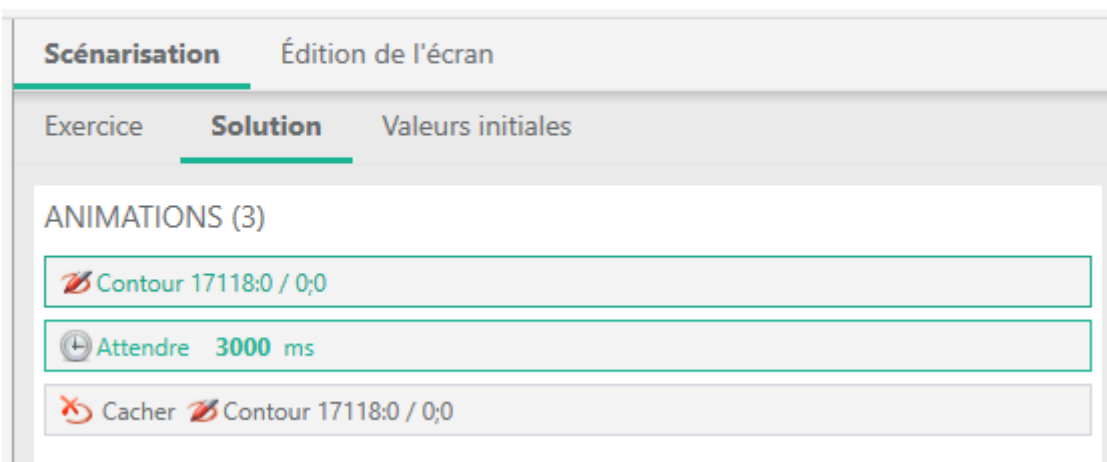 Scénarisation Édition de l'écran
Exercice Solution Valeurs initiales
ANIMATIONS (3)
Contour 17118:0 / 0;0
Attendre 3000 ms
Cacher Contour 17118:0 / 0;0